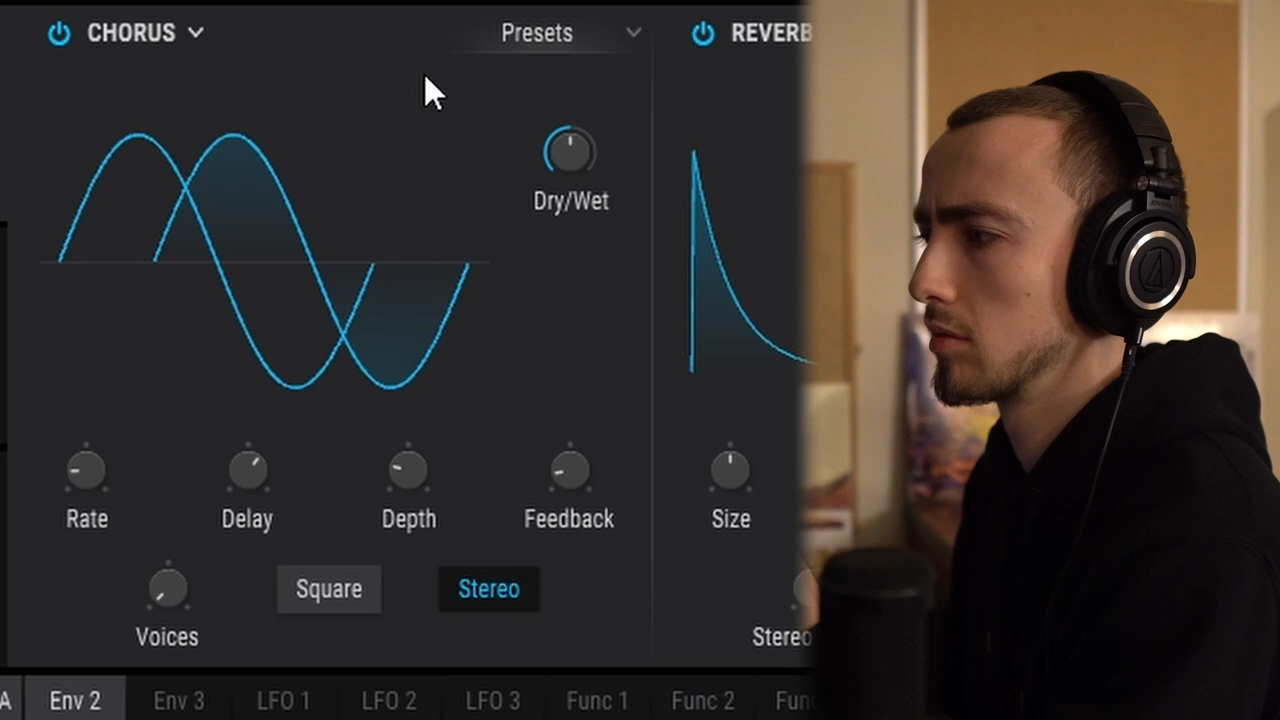 CHORUS
Presets
REVERB
Dry/Wet
Rate
Delay
Depth
Feedback
Size
Square
Stereo
Voices
Stereo
A
Env 2
Env 3
LFO 1
LFO 2
LFO 3
Func 1
Func 2
Func